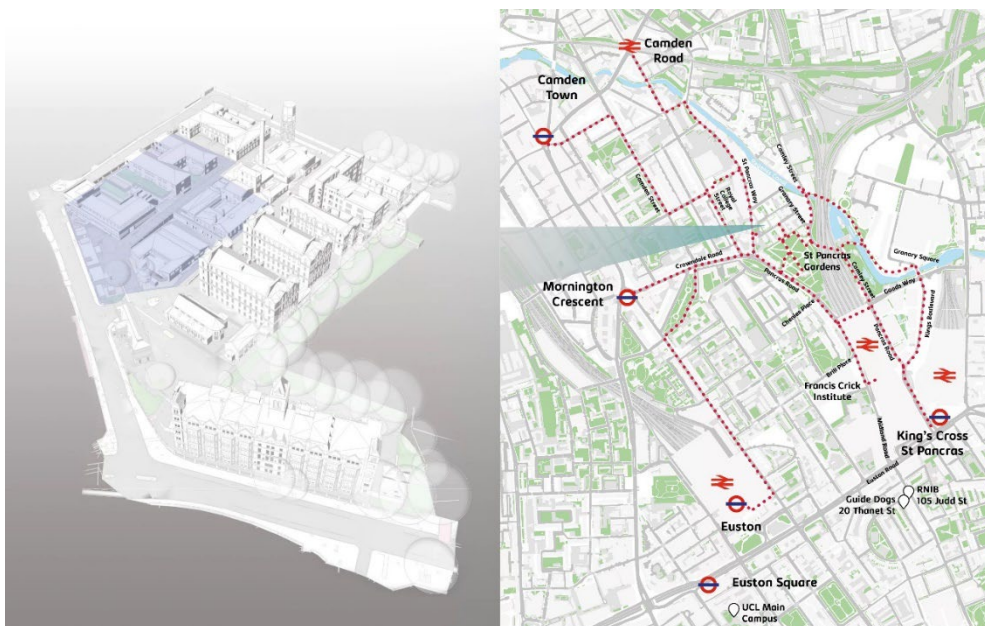 Camden
Road
Camden
Town
Camley Street
St Pancras Way
Granary Street
Royal
College
Street
Granary Square
St Pancras
Gardens
Crowndale Road
Camley Street
Goods Way
Pancras Road
Mornington
Crescent
Chenies Place
Kings Boulevard
Pancras Road
Brill Place
Francis Crick
Institute
King's Cross
St Pancras
Midland Road
Euston Road
RNIB
105 Judd St
Guide Dogs
20 Thanet St
Euston
Euston Square
UCL Main
Campus